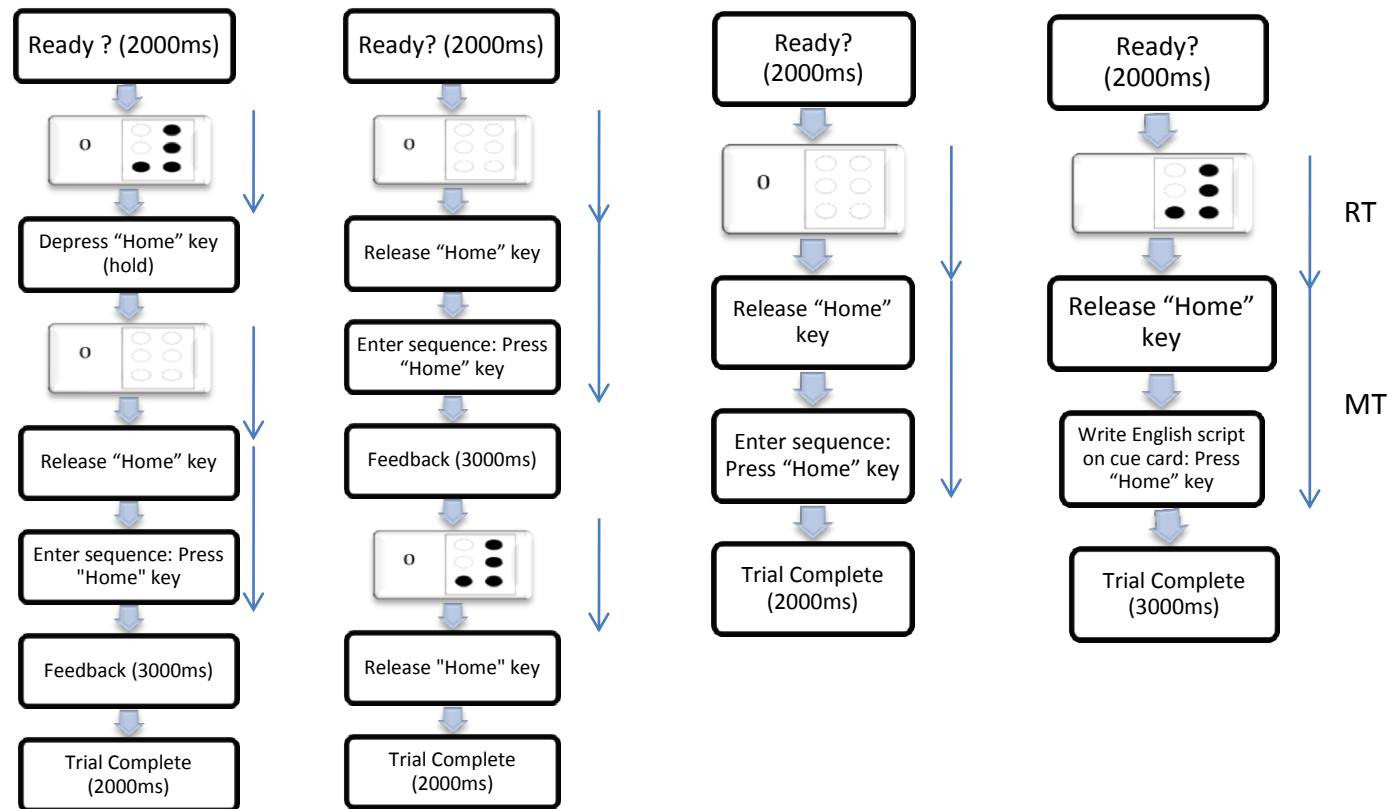 Ready ? (2000ms)
o
Depress “Home” key
(hold)
o
Release “Home” key
Enter sequence: Press
"Home" key
Feedback (3000ms)
Trial Complete
(2000ms)
Ready? (2000ms)
o
Release “Home” key
Enter sequence: Press
“Home” key
Feedback (3000ms)
o
Release "Home" key
Trial Complete
(2000ms)
Ready?
(2000ms)
o
Release “Home”
key
Enter sequence:
Press “Home” key
Trial Complete
(2000ms)
Ready?
(2000ms)
Release “Home”
key
Write English script
on cue card: Press
“Home” key
Trial Complete
(3000ms)
RT
MT